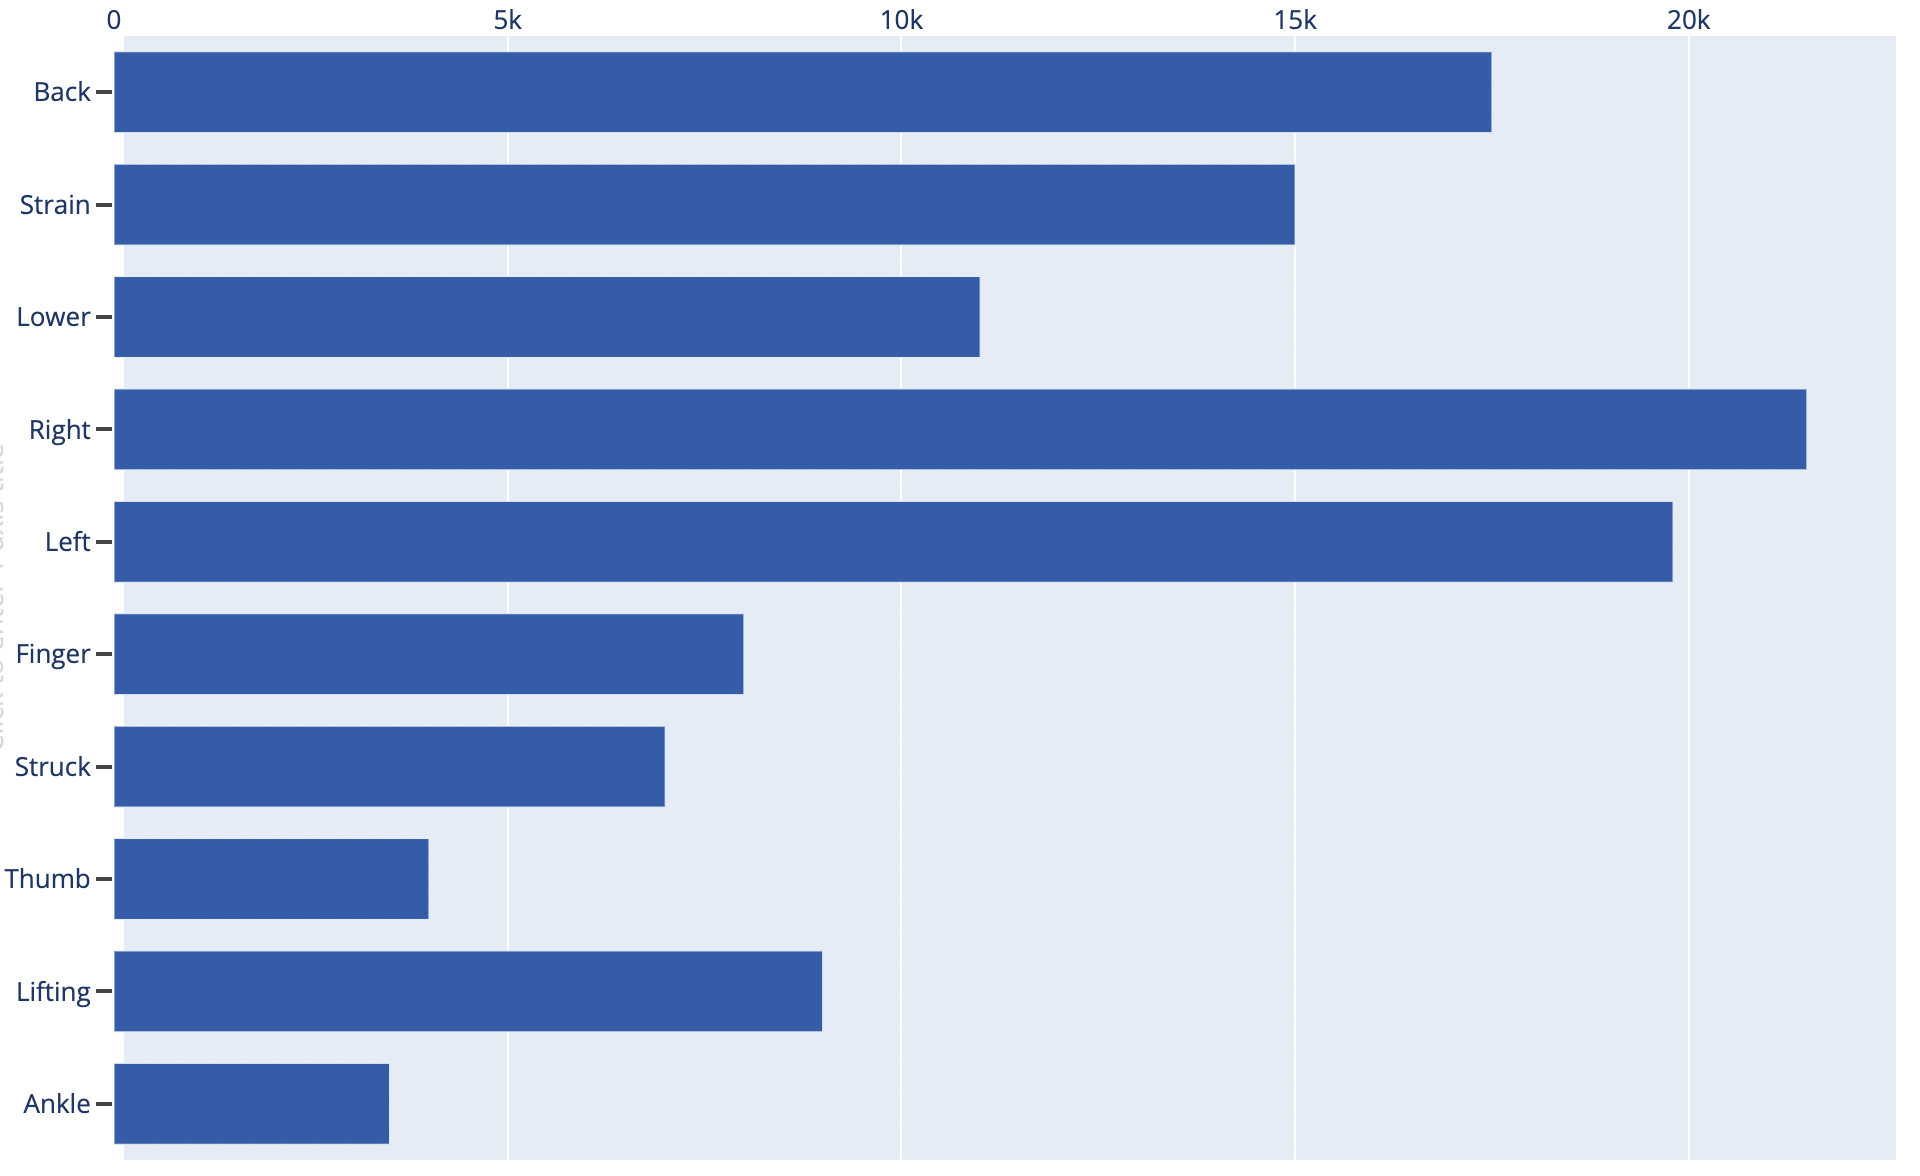 0 5k 10k 15k 20k
Back
Strain
Lower
Right
Left
Finger
Struck
Thumb
Lifting
Ankle